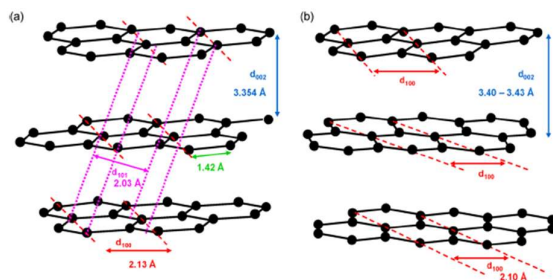 (a)
d002
3.354 Å
1.42 Å
d101
2.03 Å
d100
2.13 Å
(b)
d100
d002
3.40 – 3.43 Å
d100
d100
2.10 Å